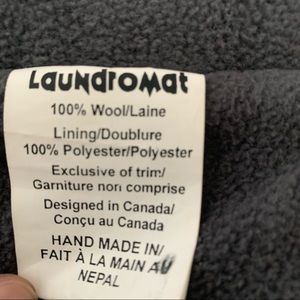 LaUNDROMaT
100% Wool/Laine
Lining/Doublure
100% Polyester/Polyester
Exclusive of trim/
Garniture non comprise
Designed in Canada/
Conçu au Canada
HAND MADE IN/
FAIT À LA MAIN AU
NEPAL